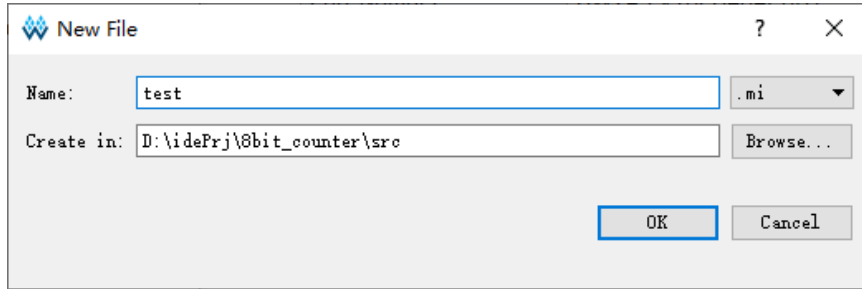 New File
Name: test .mi
Create in: D:\idePrj\8bit_counter\src Browse...
OK Cancel